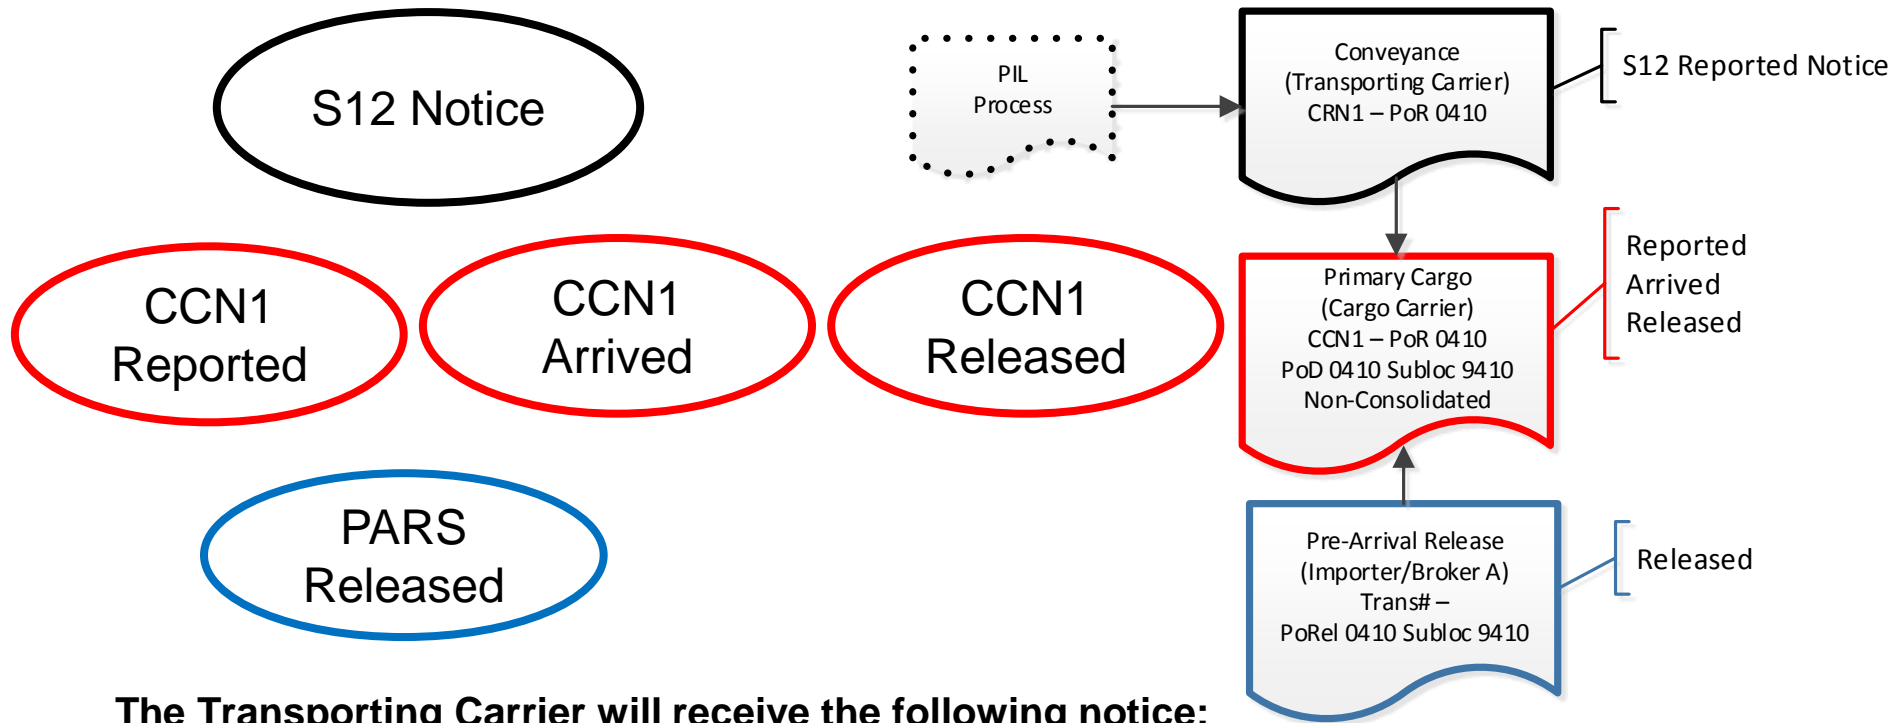 S12 Notice
PIL
Process
Conveyance
(Transporting Carrier)
CRN1 – PoR 0410
S12 Reported Notice
CCN1
Reported
CCN1
Arrived
CCN1
Released
Primary Cargo
(Cargo Carrier)
CCN1 – PoR 0410
PoD 0410 Subloc 9410
Non-Consolidated
Reported
Arrived
Released
PARS
Released
Pre-Arrival Release
(Importer/Broker A)
Trans# –
PoRel 0410 Subloc 9410
Released
The Transporting Carrier will receive the following notice: